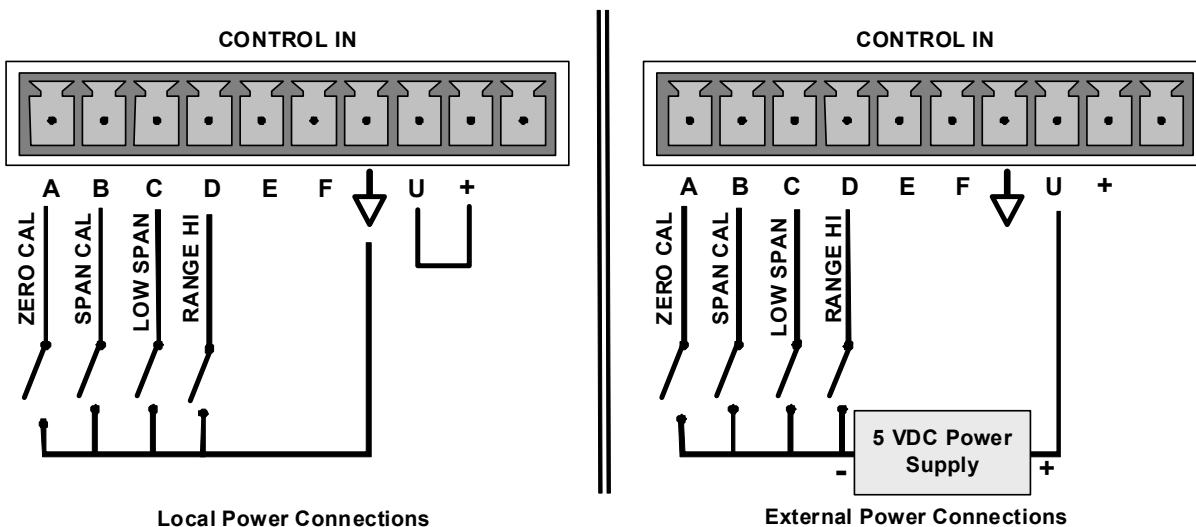 CONTROL IN
A B C D E F U +
ZERO CAL
SPAN CAL
LOW SPAN
RANGE HI
Local Power Connections
CONTROL IN
A B C D E F U +
ZERO CAL
SPAN CAL
LOW SPAN
RANGE HI
5 VDC Power
Supply
- +
External Power Connections